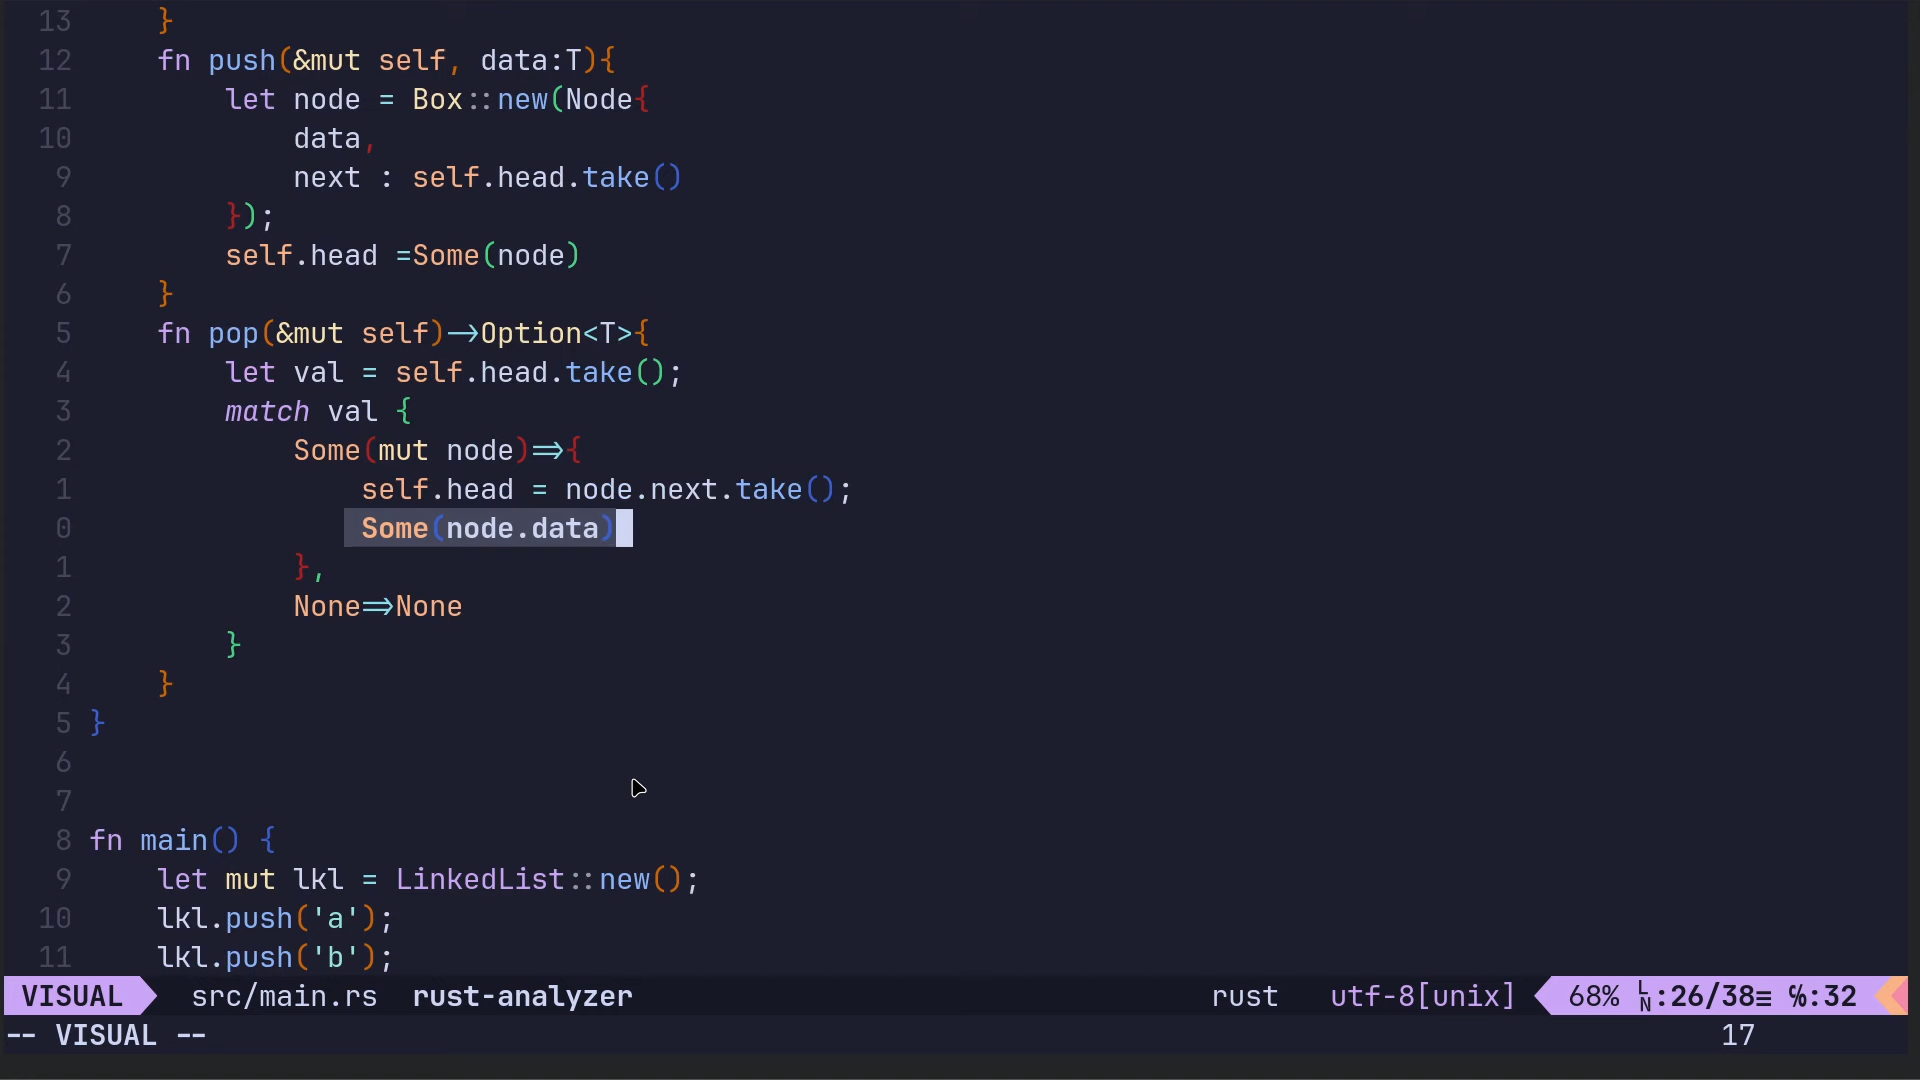 13     }
12     fn push(&mut self, data:T){
11         let node = Box::new(Node{
10             data,
9             next : self.head.take()
8         });
7         self.head =Some(node)
6     }
5     fn pop(&mut self)->Option<T>{
4         let val = self.head.take();
3         match val {
2             Some(mut node)=>{
1                 self.head = node.next.take();
0                 Some(node.data)
1             },
2             None=>None
3         }
4     }
5 }
6
7
8 fn main() {
9     let mut lkl = LinkedList::new();
10     lkl.push('a');
11     lkl.push('b');
VISUAL src/main.rs rust-analyzer rust utf-8[unix] 68% LN:26/38≡ ℅:32
-- VISUAL -- 17